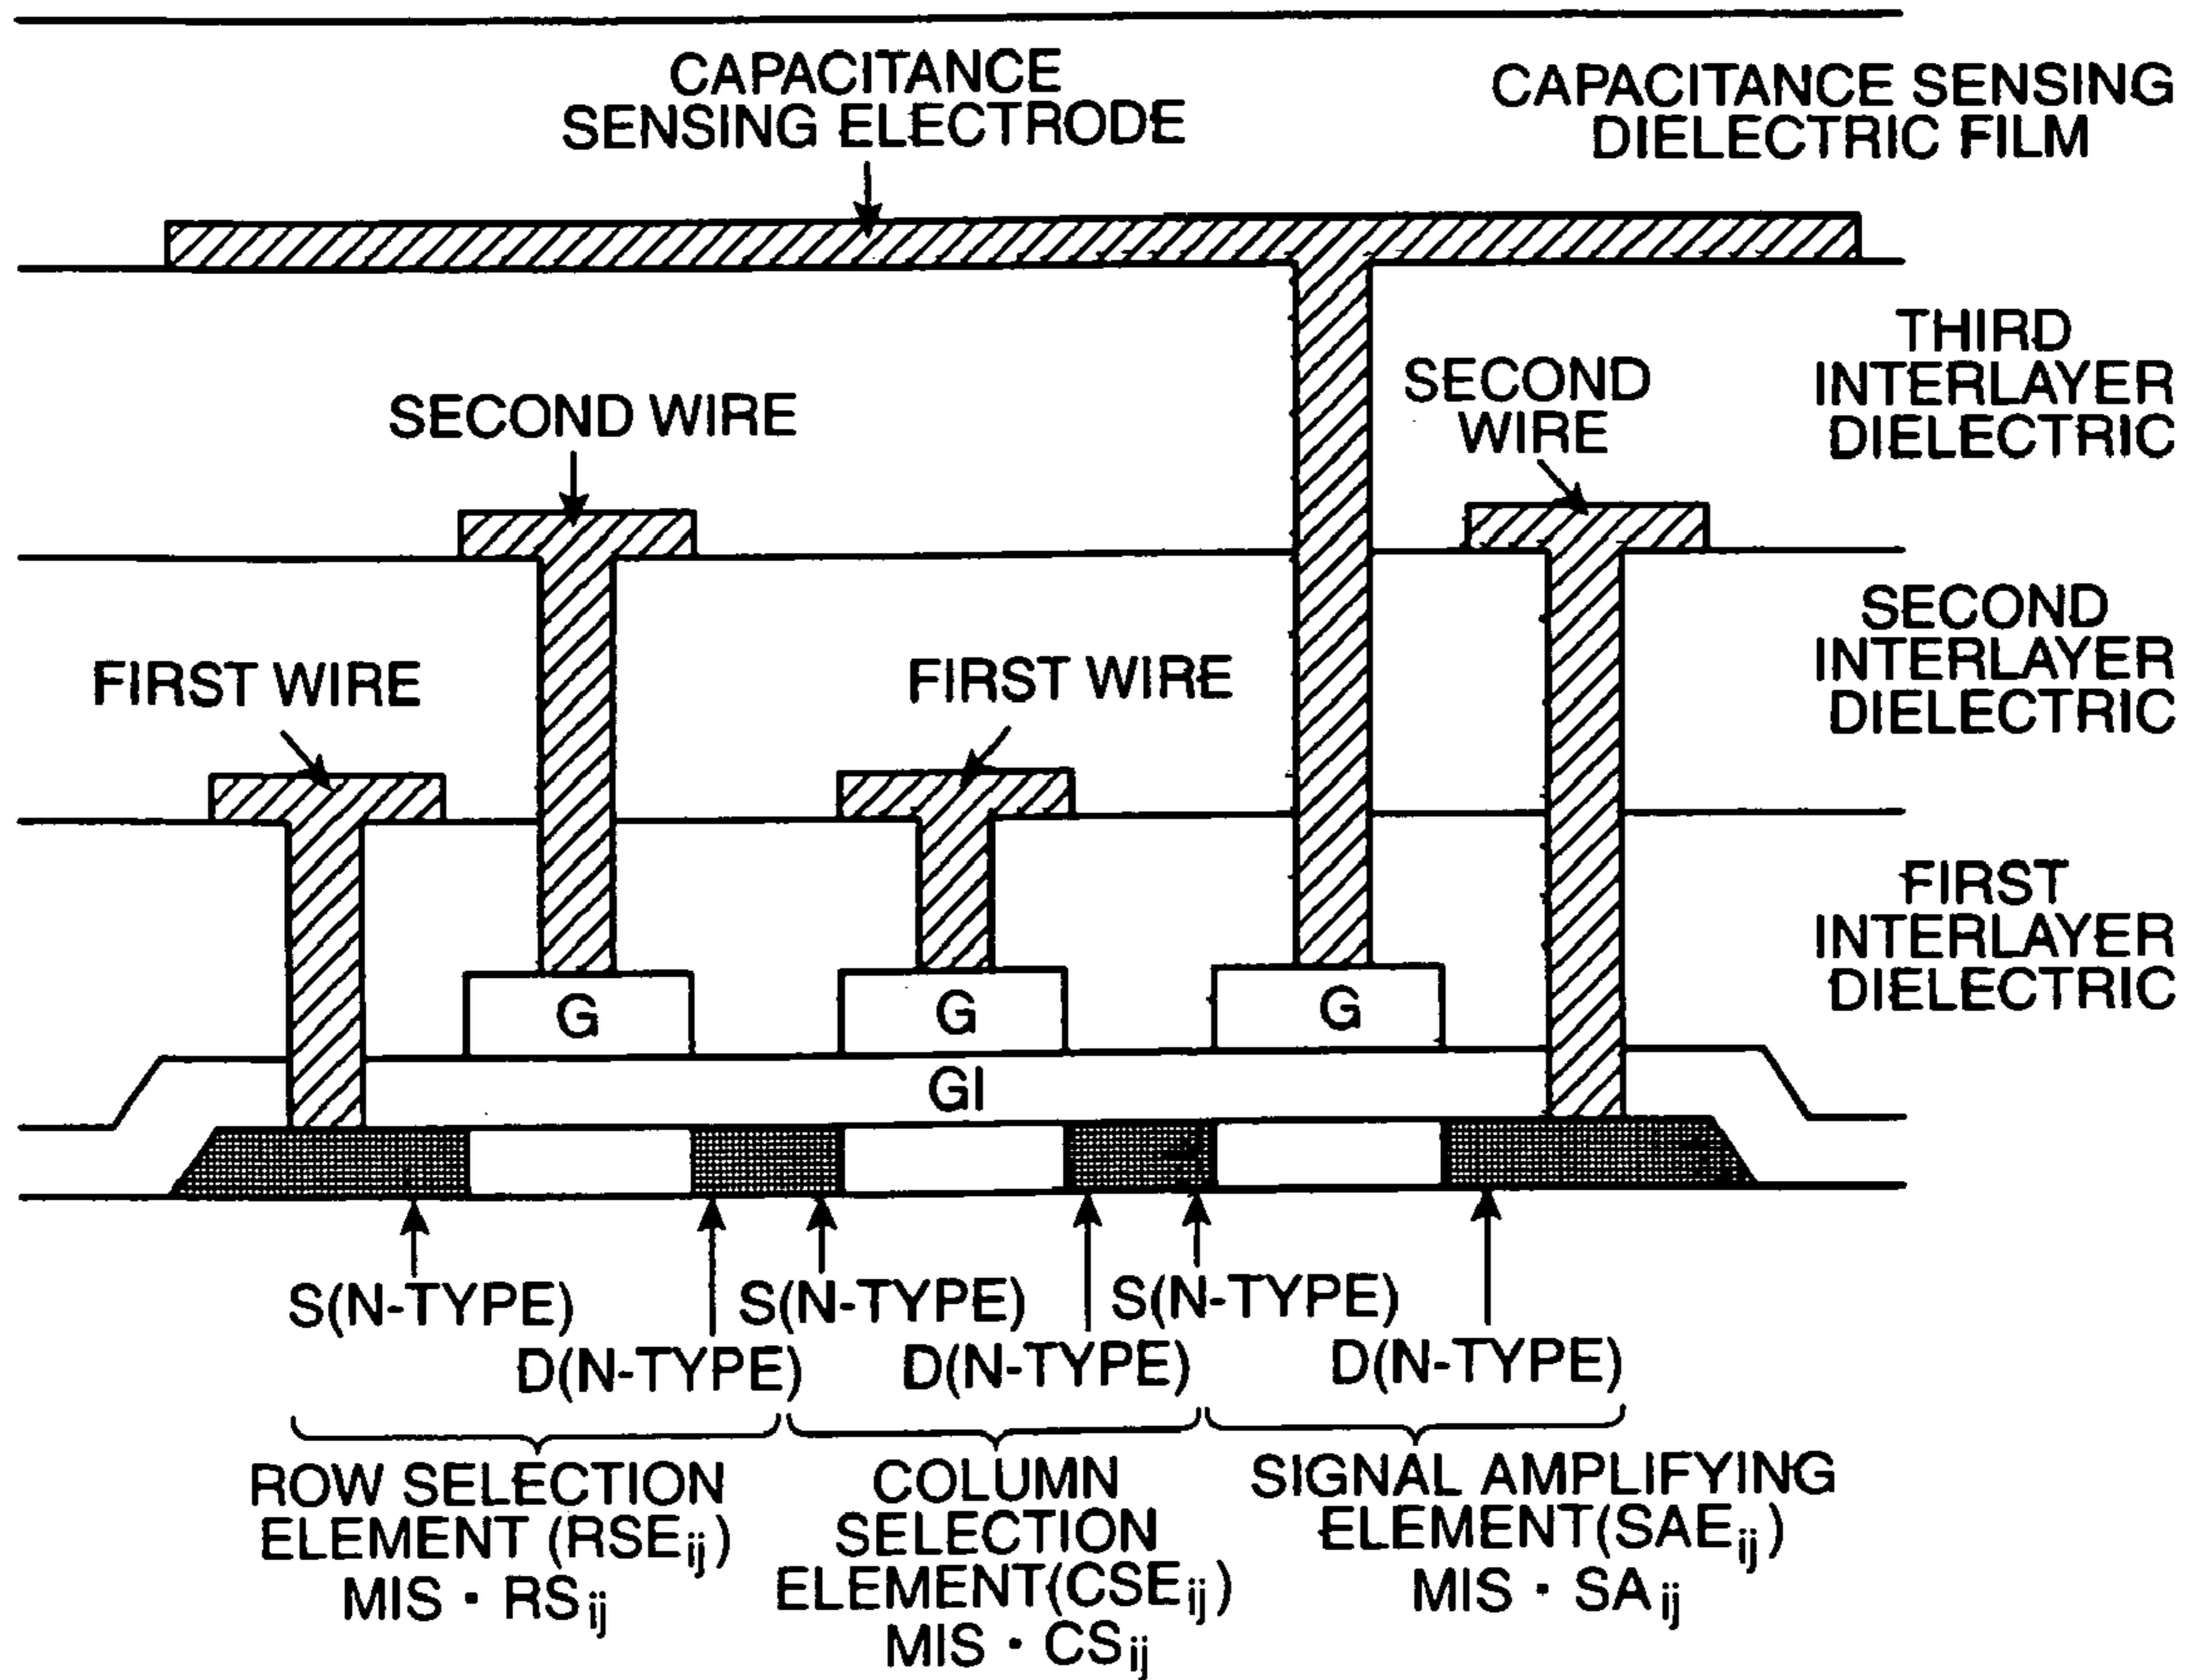 CAPACITANCE
SENSING ELECTRODE
CAPACITANCE SENSING
DIELECTRIC FILM
THIRD
INTERLAYER
DIELECTRIC
SECOND
WIRE
SECOND WIRE
SECOND
INTERLAYER
DIELECTRIC
FIRST WIRE
FIRST WIRE
FIRST
INTERLAYER
DIELECTRIC
G
G
G
GI
S(N-TYPE)
S(N-TYPE)
S(N-TYPE)
D(N-TYPE)
D(N-TYPE)
D(N-TYPE)
ROW SELECTION
ELEMENT (RSEij)
MIS · RSij
COLUMN
SELECTION
ELEMENT(CSEij)
MIS · CSij
SIGNAL AMPLIFYING
ELEMENT(SAEij)
MIS · SAij